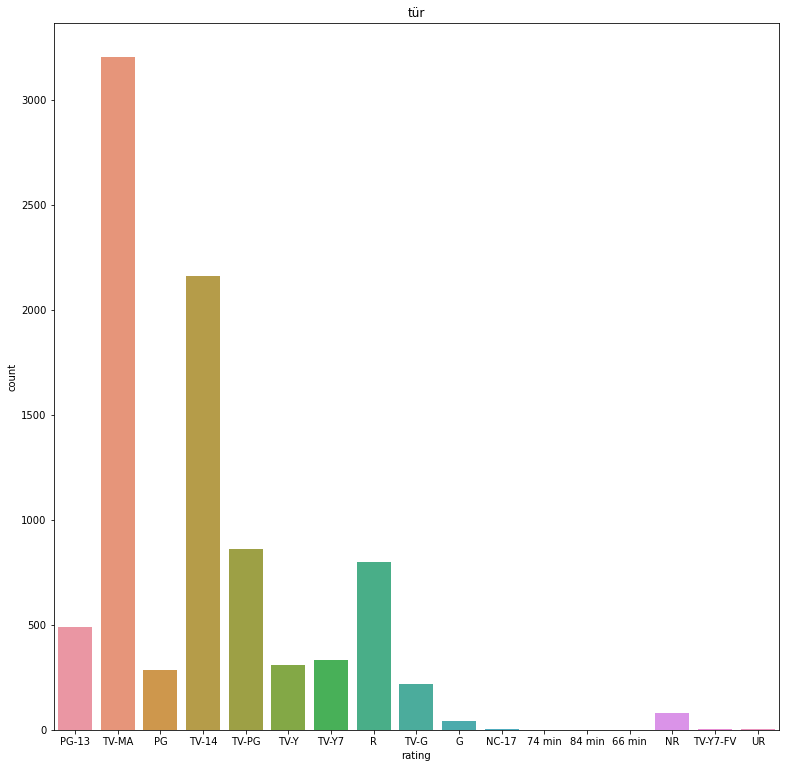 tür
3000
2500
2000
1500
1000
500
0
count
PG-13 TV-MA PG TV-14 TV-PG TV-Y TV-Y7 R TV-G G NC-17 74 min 84 min 66 min NR TV-Y7-FV UR
rating